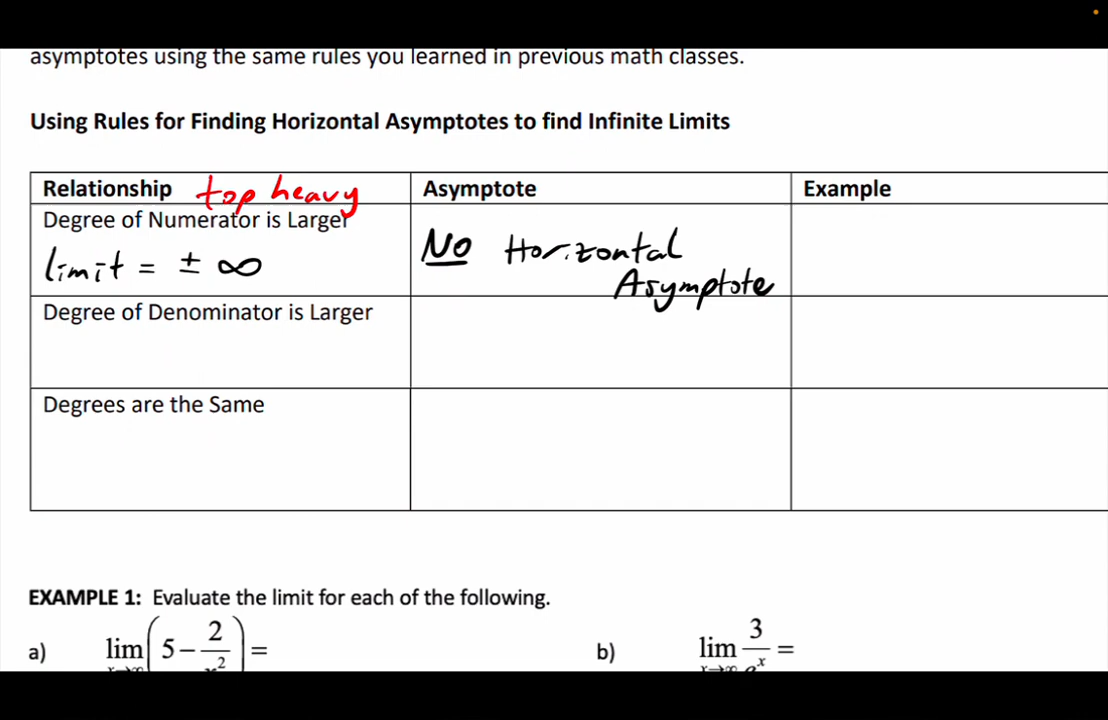 asymptotes using the same rules you learned in previous math classes.
Using Rules for Finding Horizontal Asymptotes to find Infinite Limits
Relationship top heavy
Asymptote
Example
Degree of Numerator is Larger
limit = ± ∞
No Horizontal
Asymptote
Degree of Denominator is Larger
Degrees are the Same
EXAMPLE 1: Evaluate the limit for each of the following.
a) lim x→∞ (5 − 2/x²) =
b) lim x→∞ 3/eˣ =